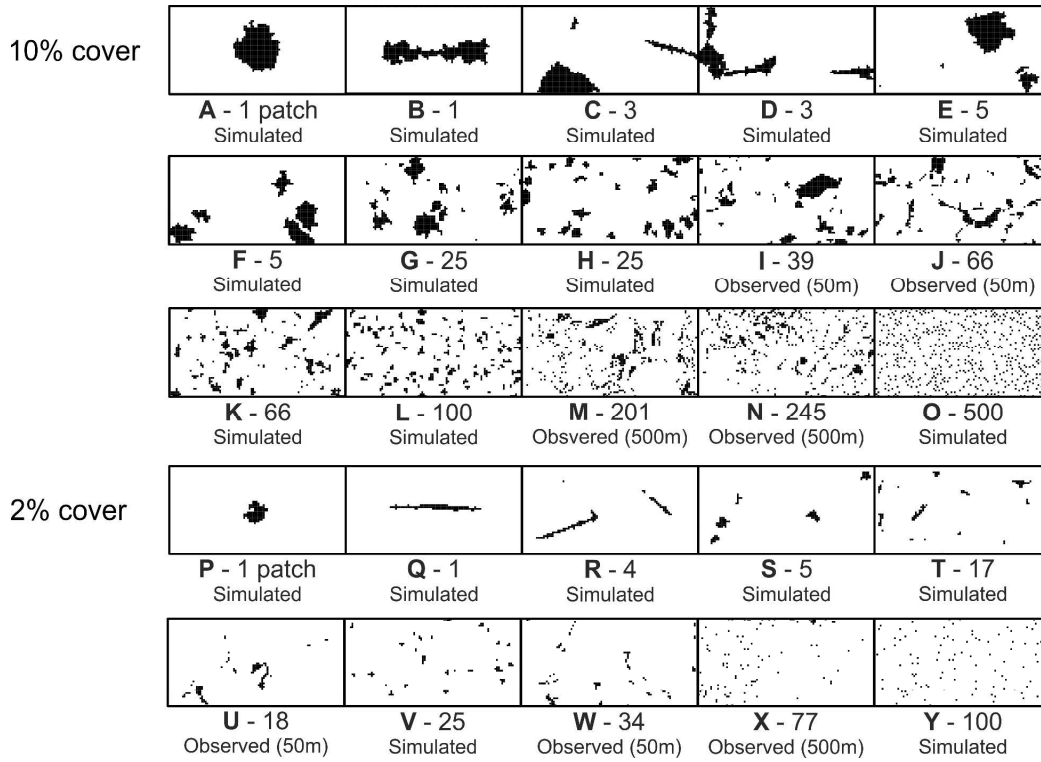 10% cover
A - 1 patch
Simulated
B - 1
Simulated
C - 3
Simulated
D - 3
Simulated
E - 5
Simulated
F - 5
Simulated
G - 25
Simulated
H - 25
Simulated
I - 39
Observed (50m)
J - 66
Observed (50m)
K - 66
Simulated
L - 100
Simulated
M - 201
Obsvered (500m)
N - 245
Observed (500m)
O - 500
Simulated
2% cover
P - 1 patch
Simulated
Q - 1
Simulated
R - 4
Simulated
S - 5
Simulated
T - 17
Simulated
U - 18
Observed (50m)
V - 25
Simulated
W - 34
Observed (50m)
X - 77
Observed (500m)
Y - 100
Simulated